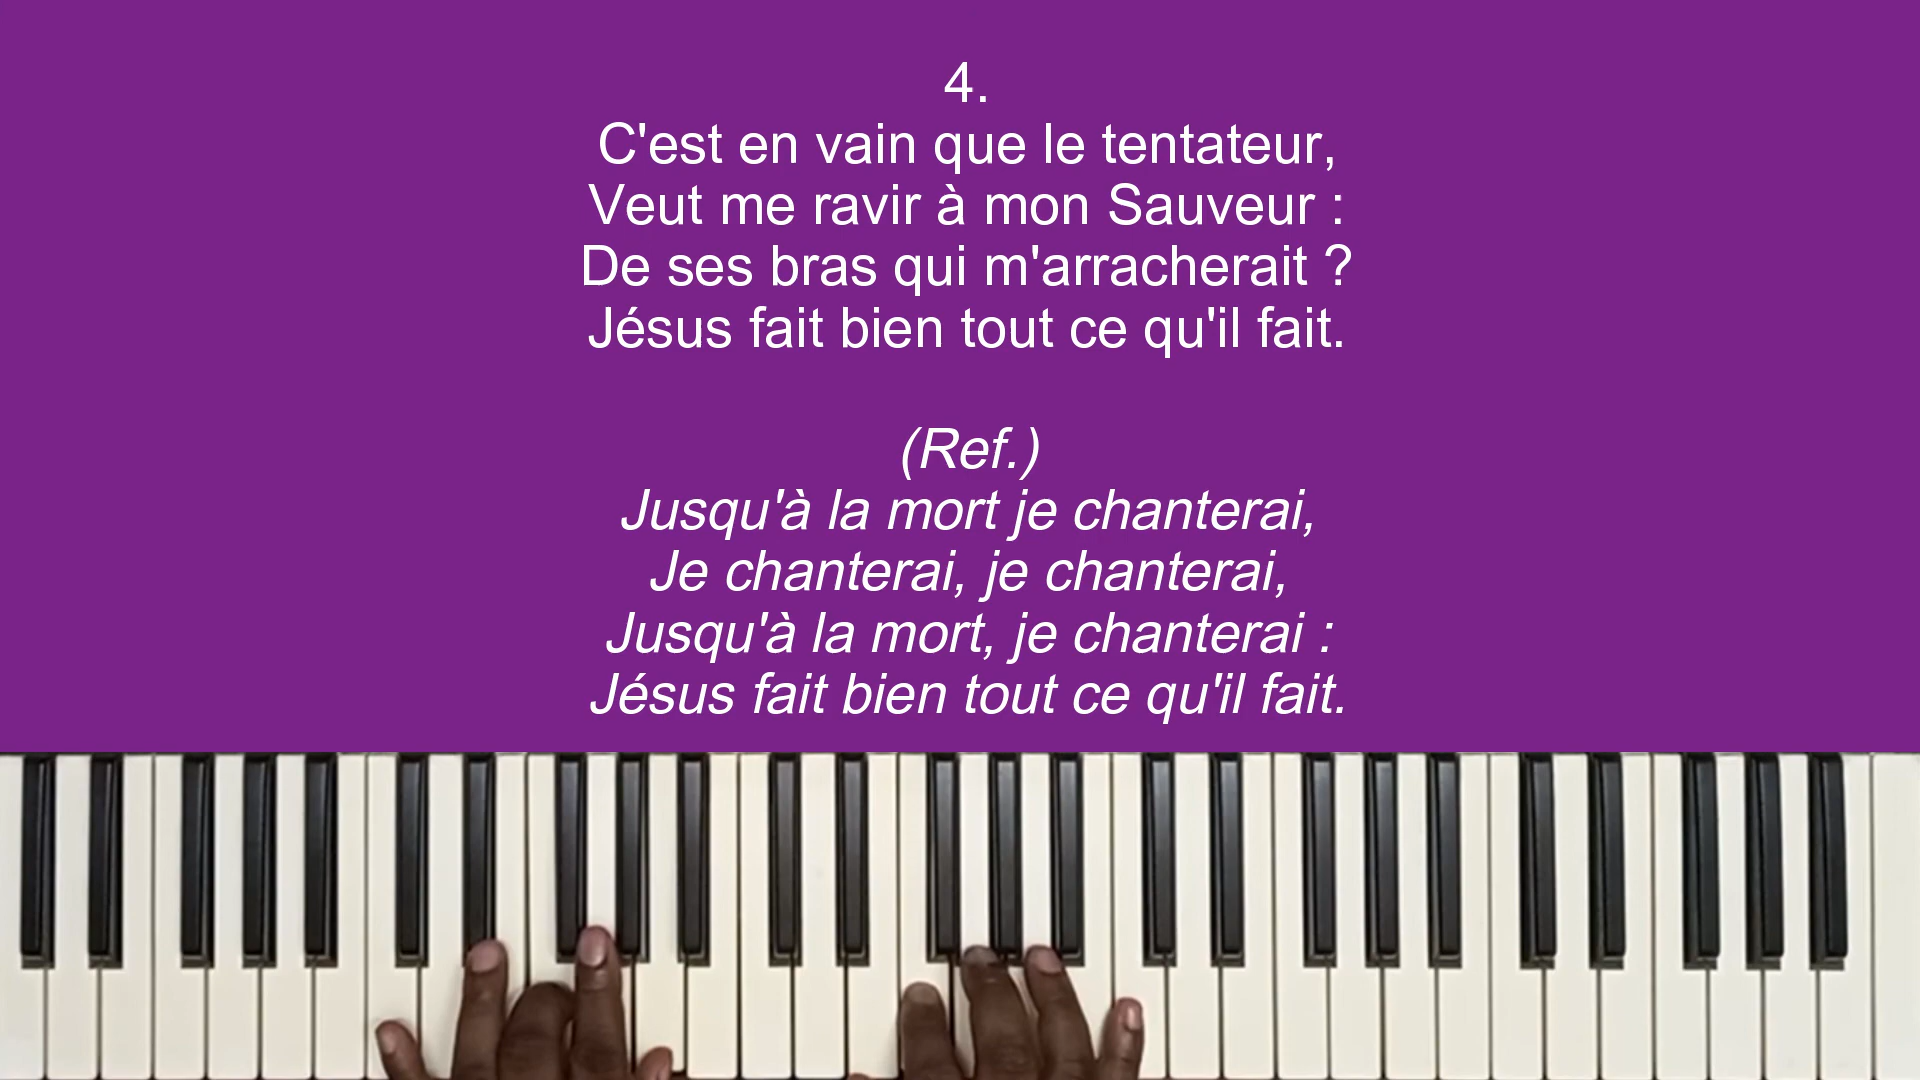 4.
C'est en vain que le tentateur,
Veut me ravir à mon Sauveur :
De ses bras qui m'arracherait ?
Jésus fait bien tout ce qu'il fait.
(Ref.)
Jusqu'à la mort je chanterai,
Je chanterai, je chanterai,
Jusqu'à la mort, je chanterai :
Jésus fait bien tout ce qu'il fait.